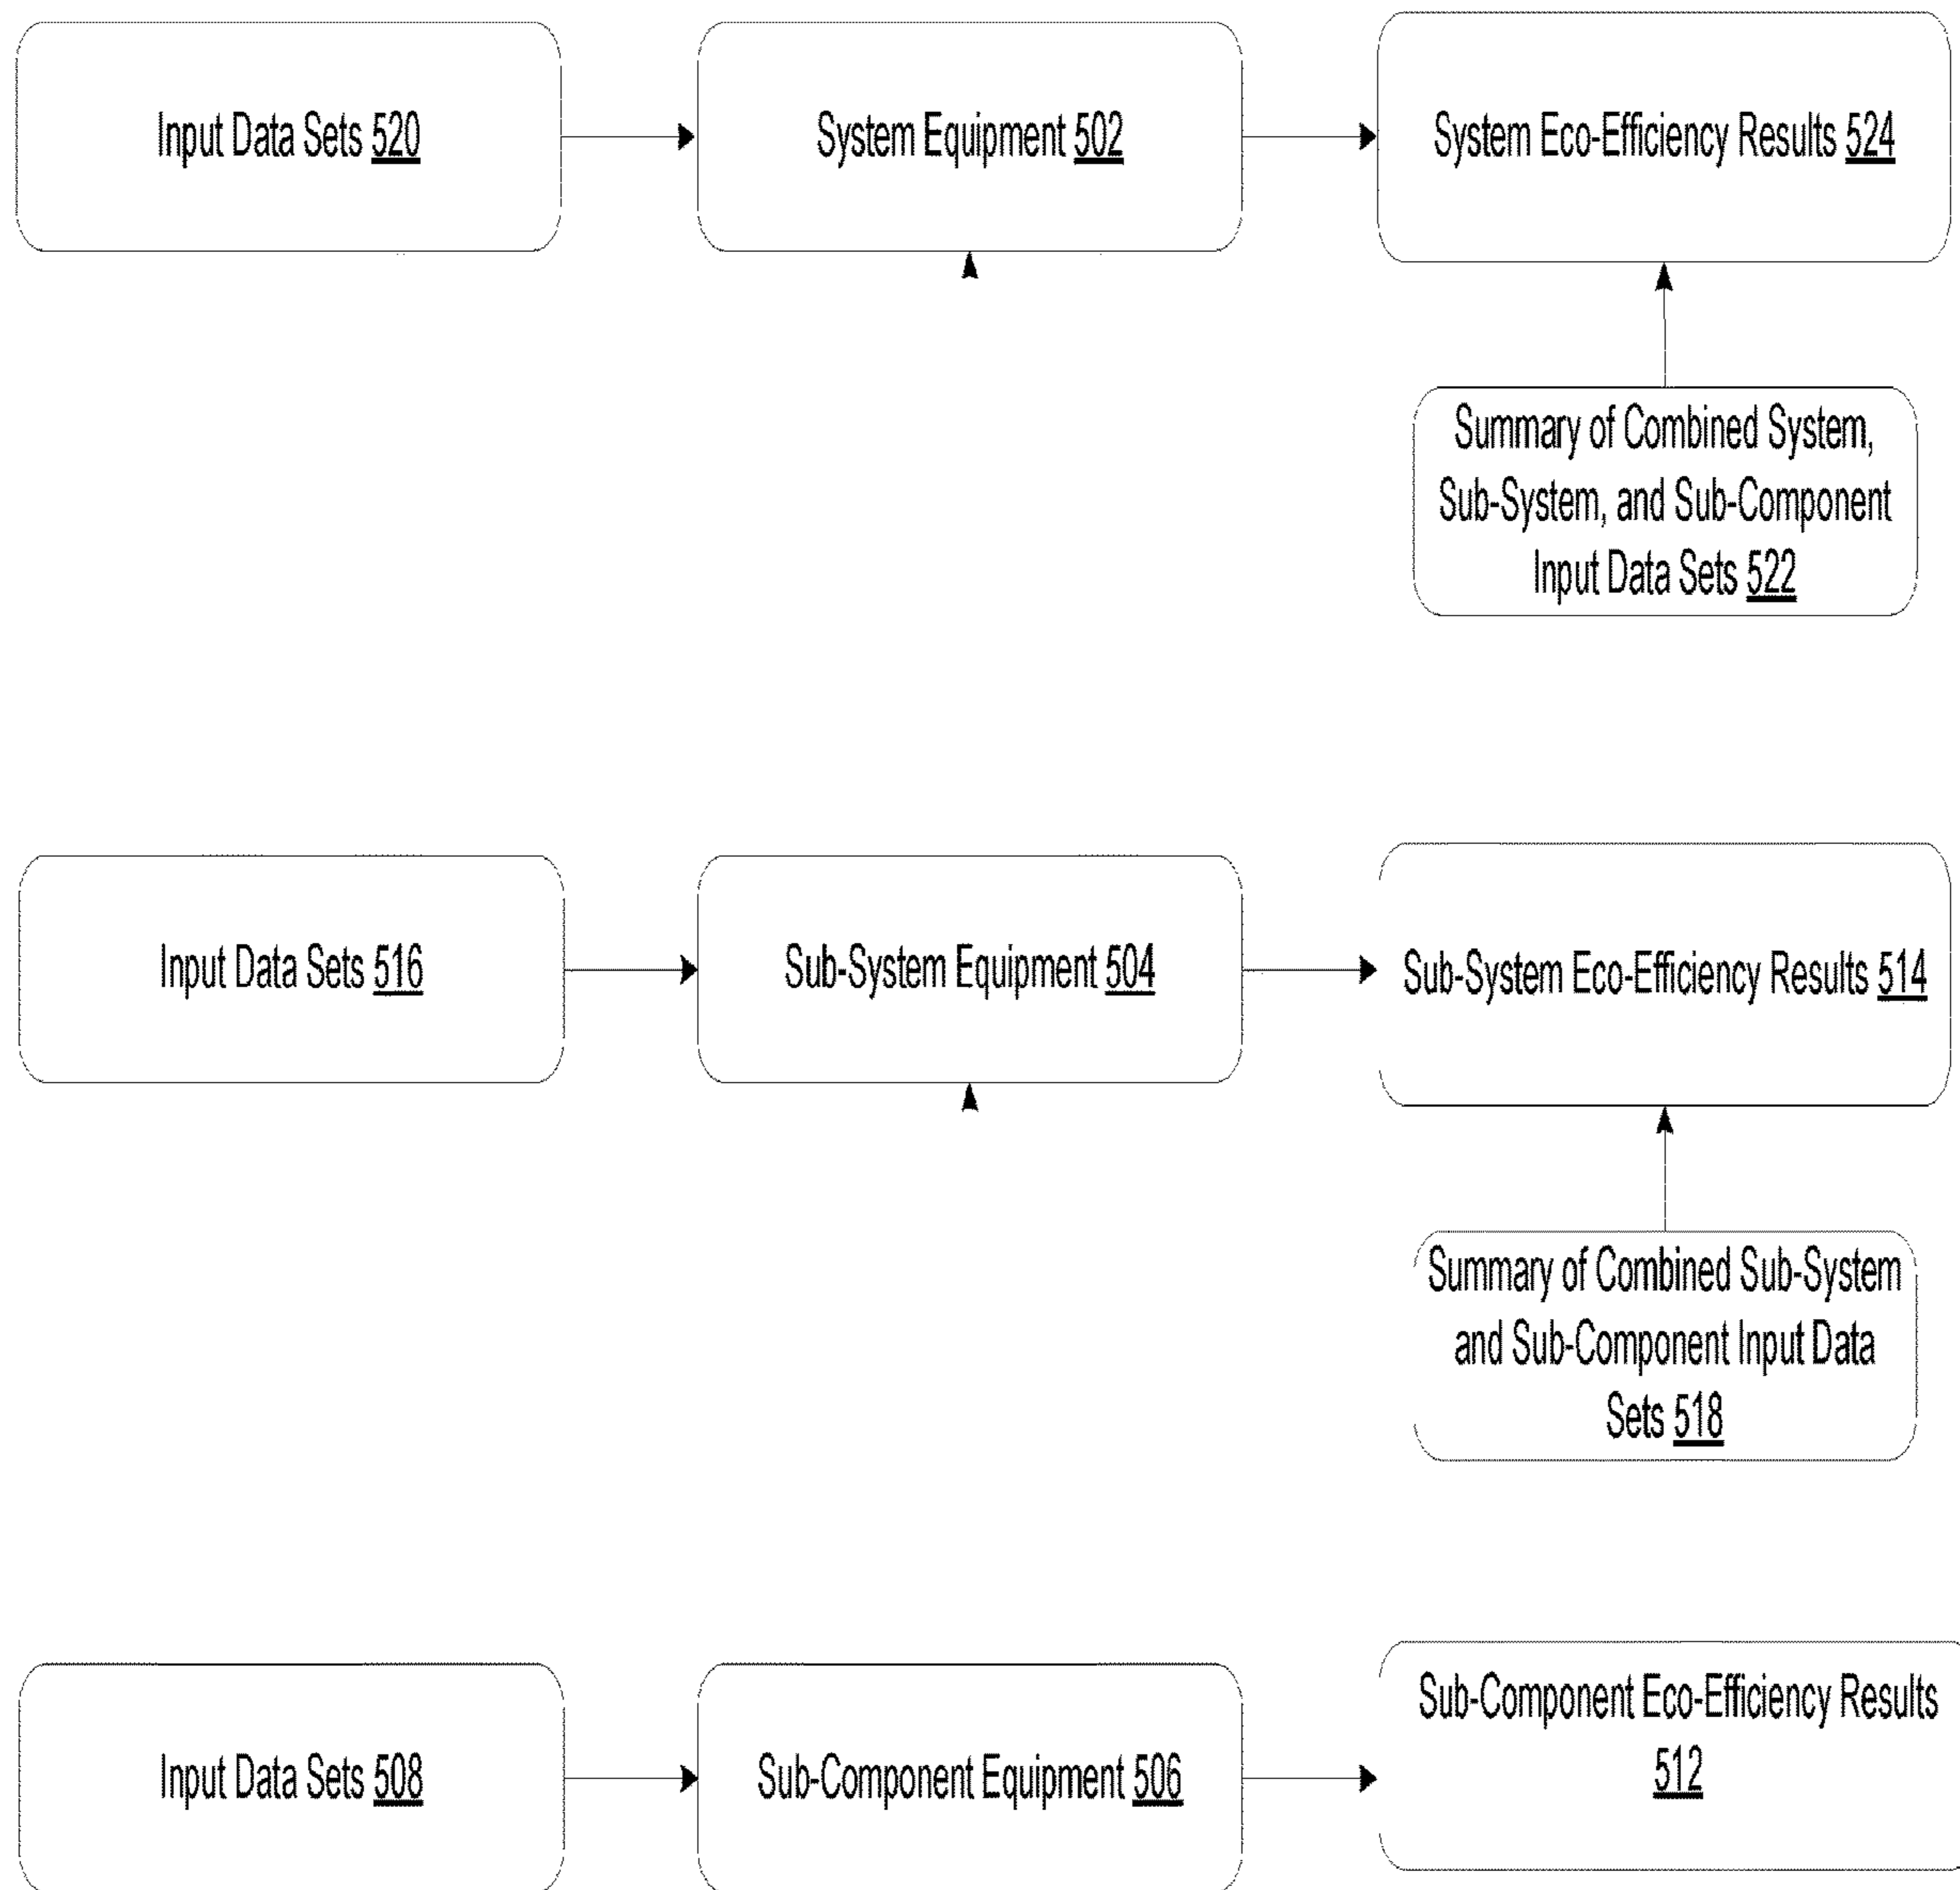 Input Data Sets 520
System Equipment 502
System Eco-Efficiency Results 524
Summary of Combined System,
Sub-System, and Sub-Component
Input Data Sets 522
Input Data Sets 516
Sub-System Equipment 504
Sub-System Eco-Efficiency Results 514
Summary of Combined Sub-System
and Sub-Component Input Data
Sets 518
Input Data Sets 508
Sub-Component Equipment 506
Sub-Component Eco-Efficiency Results
512